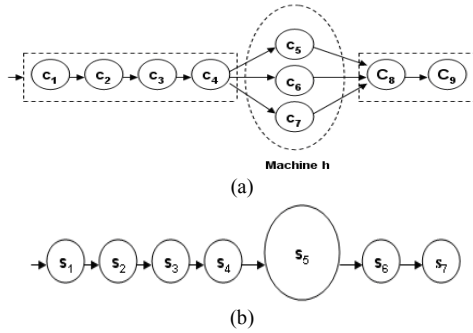 c1 c2 c3 c4 c5 c6 c7 C8 C9
Machine h
(a)
s1 s2 s3 s4 s5 s6 s7
(b)